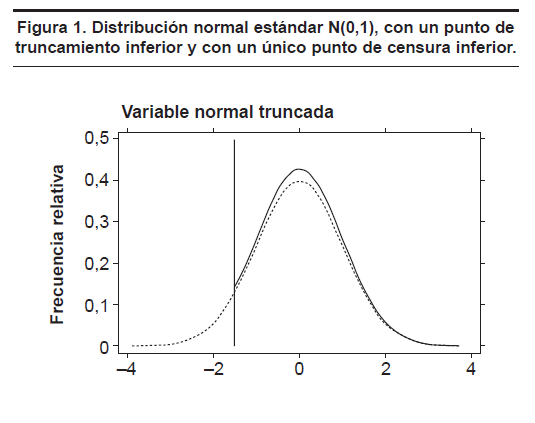 Figura 1. Distribución normal estándar N(0,1), con un punto de
truncamiento inferior y con un único punto de censura inferior.
Variable normal truncada
Frecuencia relativa
0,5
0,4
0,3
0,2
0,1
0
–4
–2
0
2
4